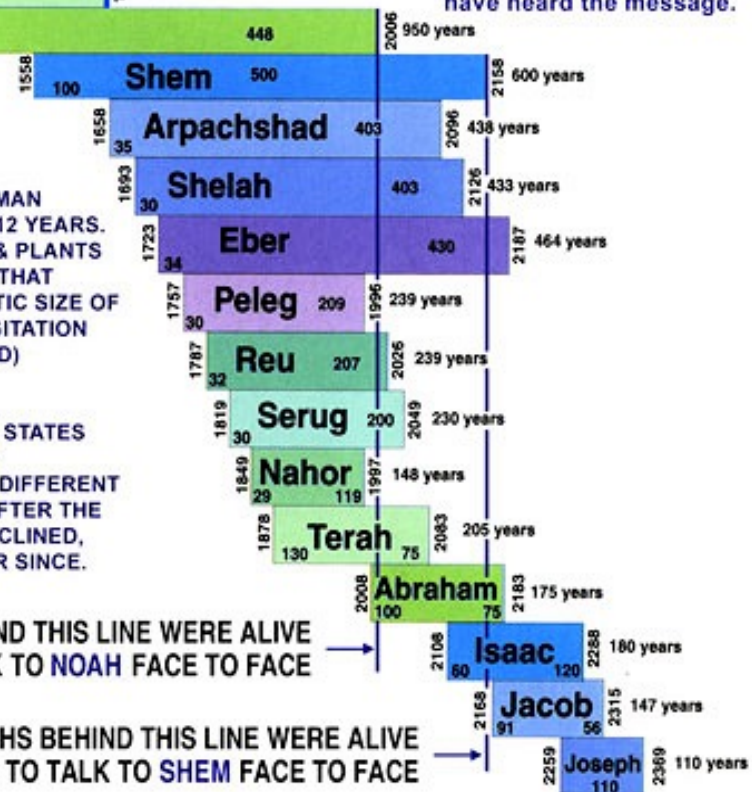 have heard the message.
448
2006
950 years
1558
100
Shem
500
2158
600 years
1658
35
Arpachshad
403
2096
438 years
1693
30
Shelah
403
2126
433 years
MAN
12 YEARS.
& PLANTS
THAT
TIC SIZE OF
SITATION
D)
1723
34
Eber
430
2187
464 years
1757
30
Peleg
209
1996
239 years
1787
32
Reu
207
2026
239 years
1819
30
Serug
200
2049
230 years
STATES
DIFFERENT
FTER THE
CLINED,
R SINCE.
1849
29
Nahor
119
1997
148 years
1878
130
Terah
75
2083
205 years
2008
100
Abraham
75
2183
175 years
ND THIS LINE WERE ALIVE
K TO NOAH FACE TO FACE
2108
60
Isaac
120
2288
180 years
2168
91
Jacob
56
2315
147 years
HS BEHIND THIS LINE WERE ALIVE
TO TALK TO SHEM FACE TO FACE
2259
Joseph
110
2369
110 years